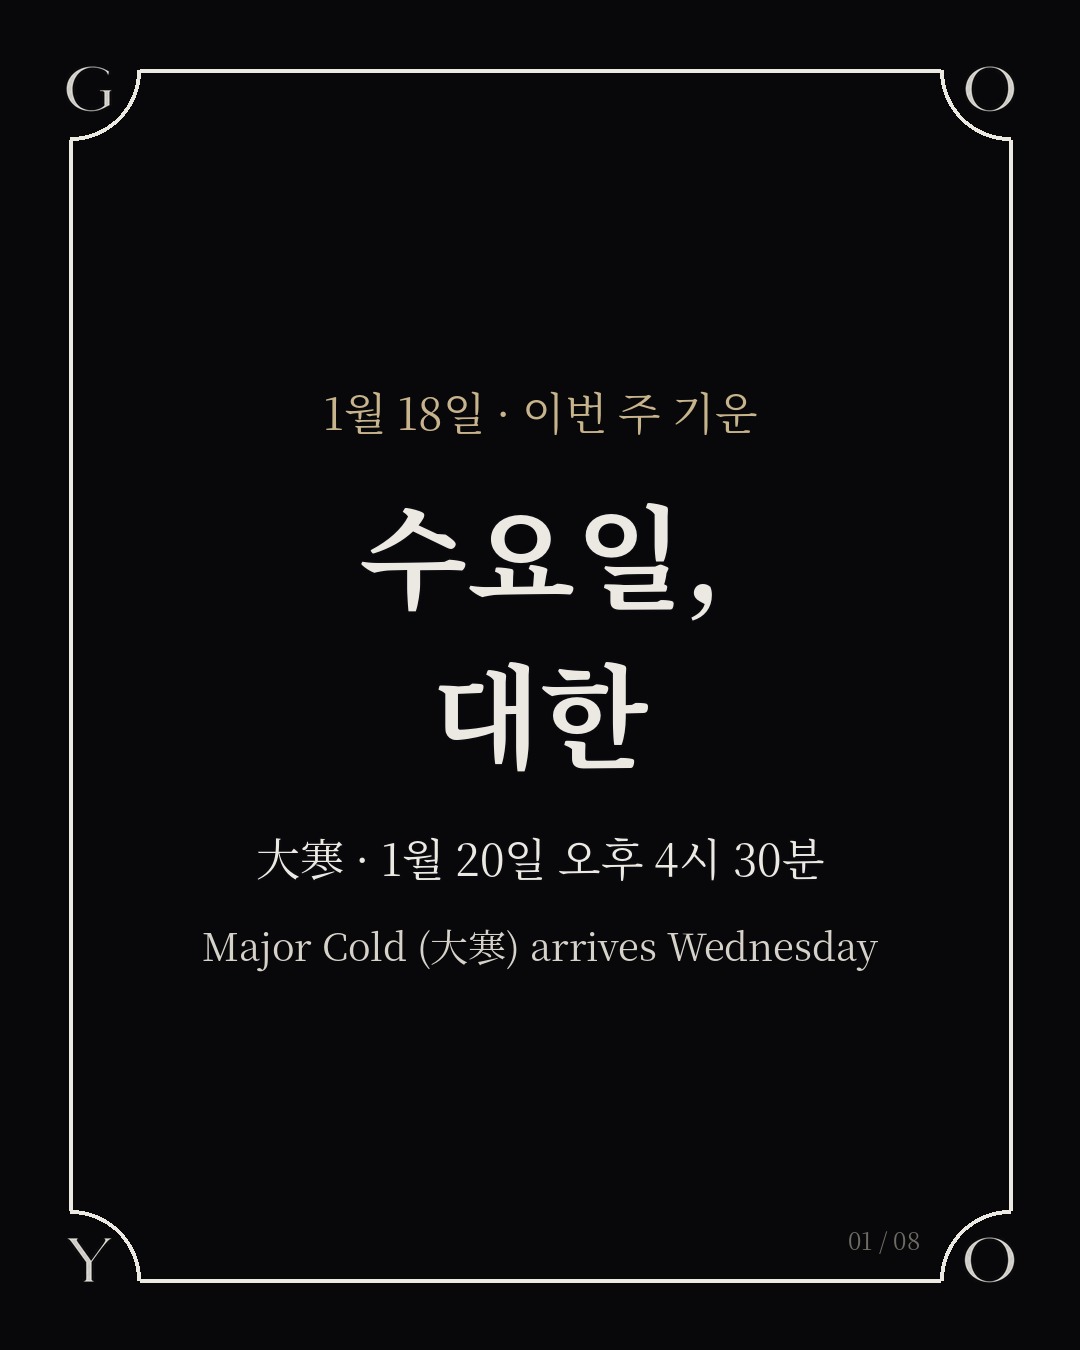 G O
1월 18일 · 이번 주 기운
수요일,
대한
大寒 · 1월 20일 오후 4시 30분
Major Cold (大寒) arrives Wednesday
01 / 08
Y O